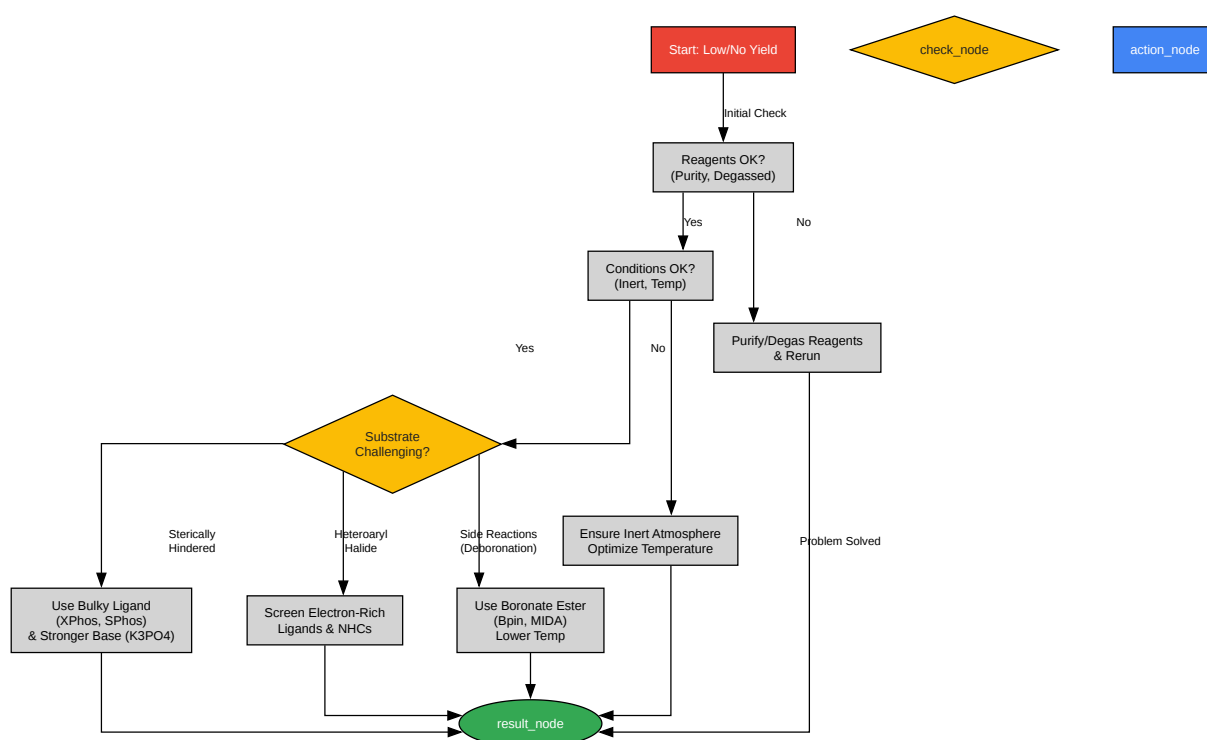 Start: Low/No Yield
check_node
action_node
Initial Check
Reagents OK?
(Purity, Degassed)
Yes
No
Conditions OK?
(Inert, Temp)
Purify/Degas Reagents
& Rerun
Yes
No
Substrate
Challenging?
Sterically
Hindered
Heteroaryl
Halide
Side Reactions
(Deboronation)
Ensure Inert Atmosphere
Optimize Temperature
Problem Solved
Use Bulky Ligand
(XPhos, SPhos)
& Stronger Base (K3PO4)
Screen Electron-Rich
Ligands & NHCs
Use Boronate Ester
(Bpin, MIDA)
Lower Temp
result_node